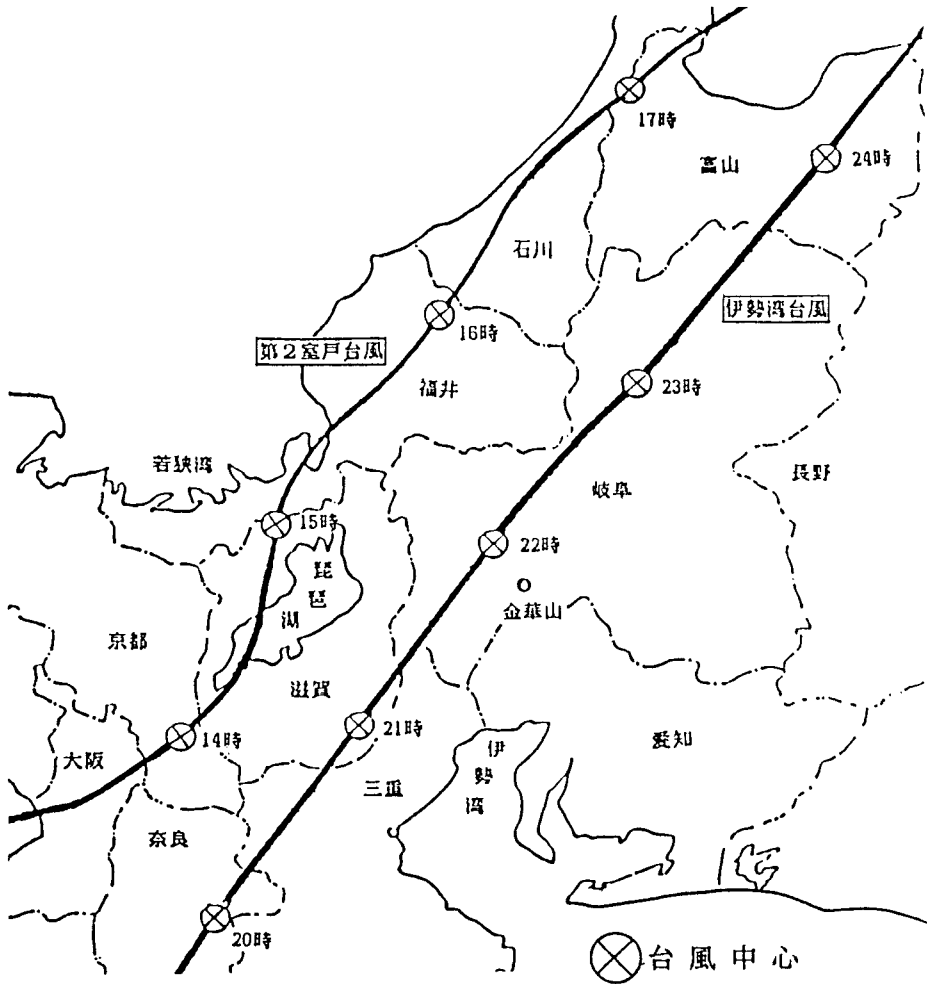 17時
富山
24時
石川
伊勢湾台風
16時
第2室戸台風
福井
23時
若狭湾
岐阜
長野
15時
22時
琵琶湖
金華山
京都
滋賀
14時
21時
愛知
大阪
伊勢湾
三重
奈良
20時
台風中心